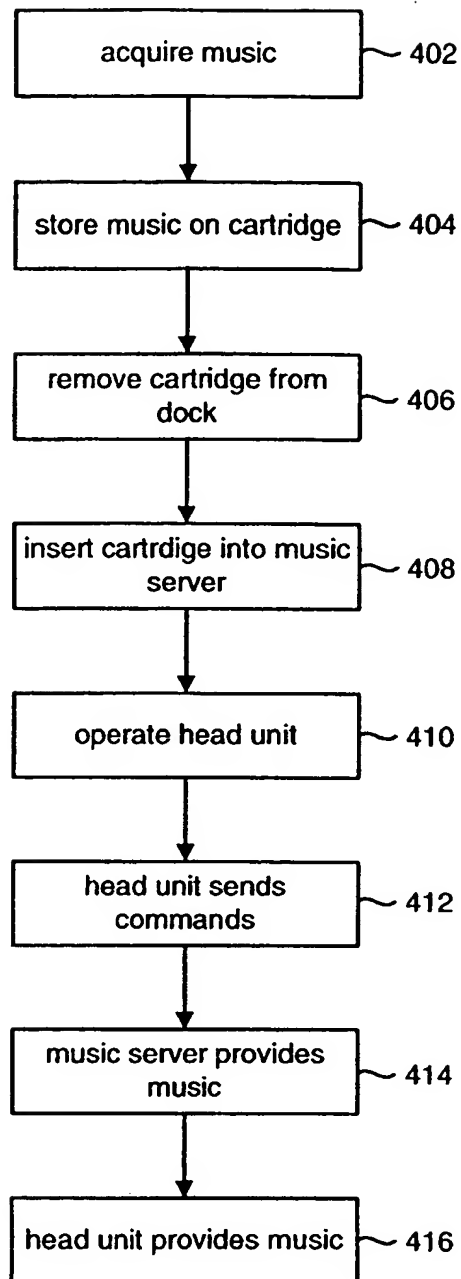 acquire music
402
store music on cartridge
404
remove cartridge from
dock
406
insert cartrdige into music
server
408
operate head unit
410
head unit sends
commands
412
music server provides
music
414
head unit provides music
416